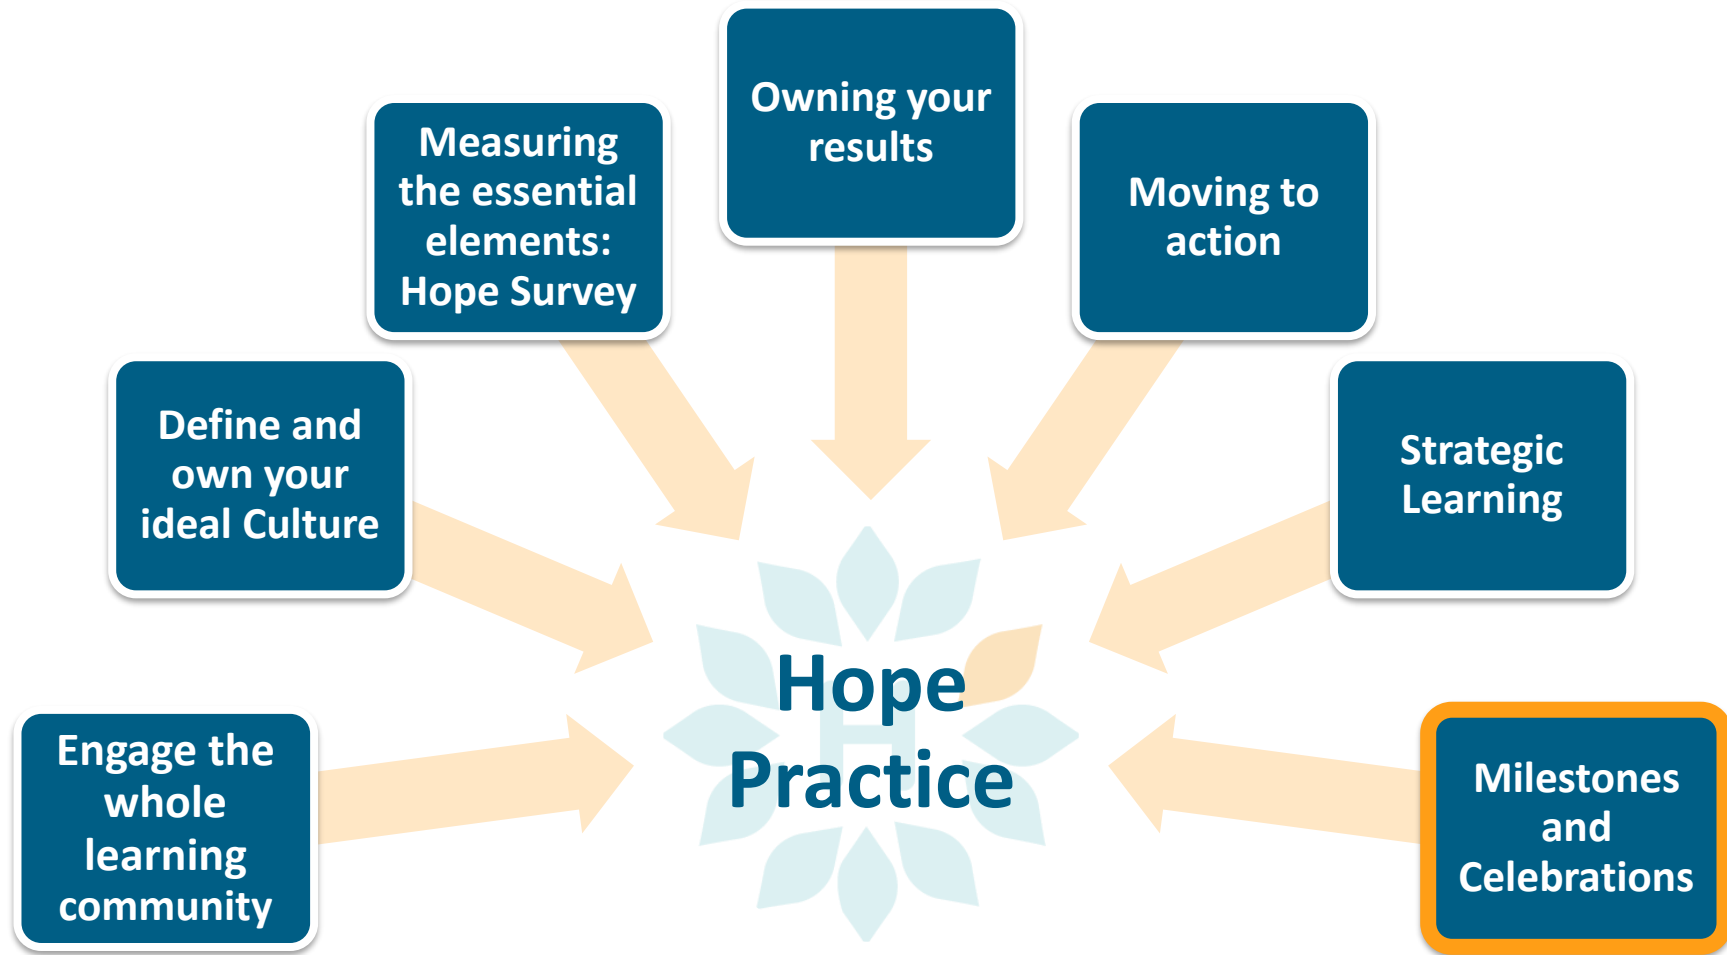 Owning your
results
Measuring
the essential
elements:
Hope Survey
Moving to
action
Define and
own your
ideal Culture
Strategic
Learning
Engage the
whole
learning
community
Hope
Practice
H
Milestones
and
Celebrations